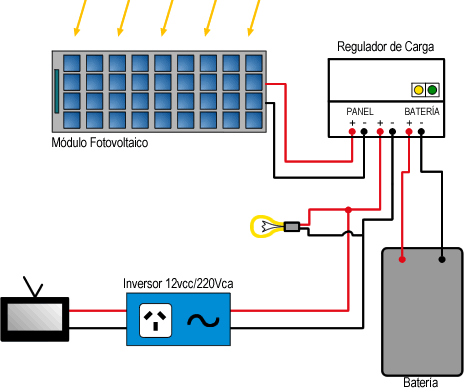 Regulador de Carga
PANEL BATERÍA
+ - + - + -
Módulo Fotovoltaico
Inversor 12vcc/220Vca
Batería